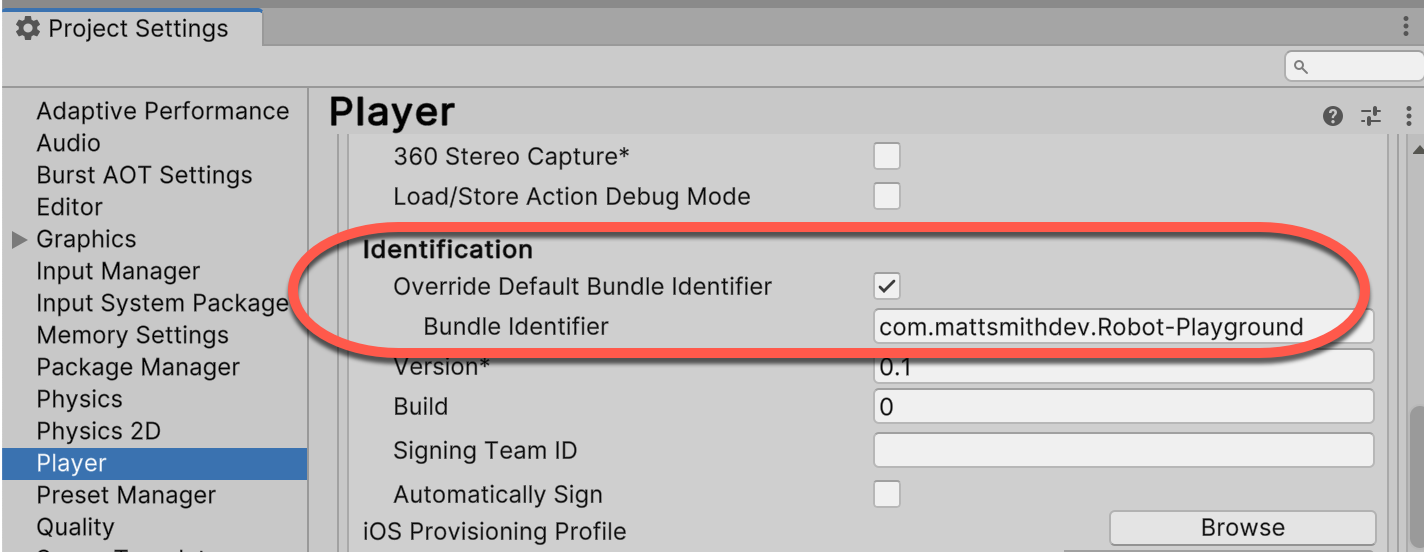 Project Settings
Adaptive Performance
Audio
Burst AOT Settings
Editor
Graphics
Input Manager
Input System Package
Memory Settings
Package Manager
Physics
Physics 2D
Player
Preset Manager
Quality
Player
360 Stereo Capture*
Load/Store Action Debug Mode
Identification
Override Default Bundle Identifier
Bundle Identifier com.mattsmithdev.Robot-Playground
Version* 0.1
Build 0
Signing Team ID
Automatically Sign
iOS Provisioning Profile Browse